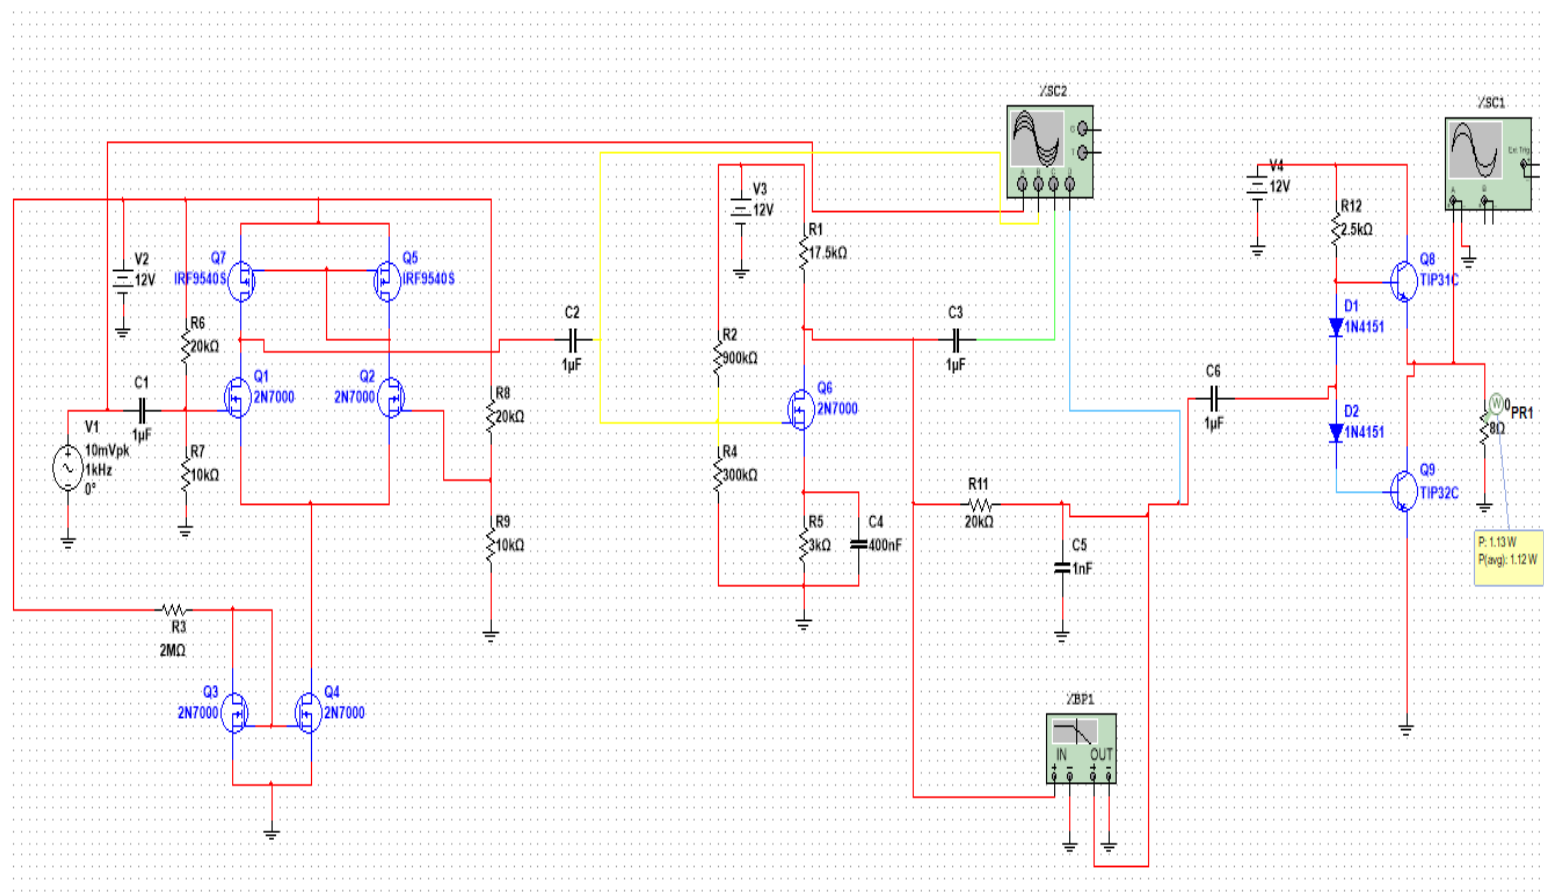 XSC2
XSC1
Ext Trig
A
B
G
T
A
B
C
D
V4
12V
V3
12V
R12
2.5kΩ
R1
17.5kΩ
Q7
IRF9540S
Q5
IRF9540S
V2
12V
Q8
TIP31C
D1
1N4151
R6
20kΩ
C2
1µF
C3
1µF
R2
900kΩ
Q1
2N7000
Q2
2N7000
C1
1µF
R8
20kΩ
Q6
2N7000
C6
1µF
D2
1N4151
W
0
PR1
8Ω
V1
10mVpk
1kHz
0°
R7
10kΩ
R4
300kΩ
Q9
TIP32C
R11
20kΩ
R9
10kΩ
R5
3kΩ
C4
400nF
C5
1nF
P: 1.13 W
P(avg): 1.12 W
R3
2MΩ
Q3
2N7000
Q4
2N7000
XBP1
IN
OUT